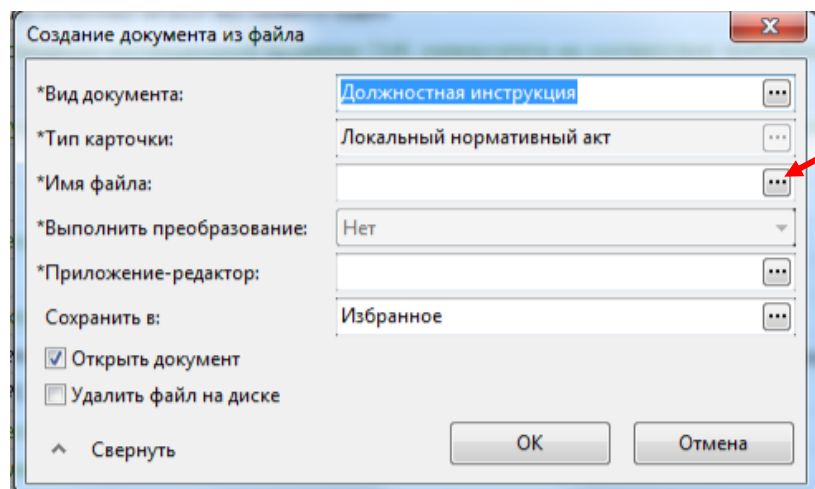 Создание документа из файла
*Вид документа: Должностная инструкция
*Тип карточки: Локальный нормативный акт
*Имя файла:
*Выполнить преобразование: Нет
*Приложение-редактор:
Сохранить в: Избранное
Открыть документ
Удалить файл на диске
Свернуть OK Отмена